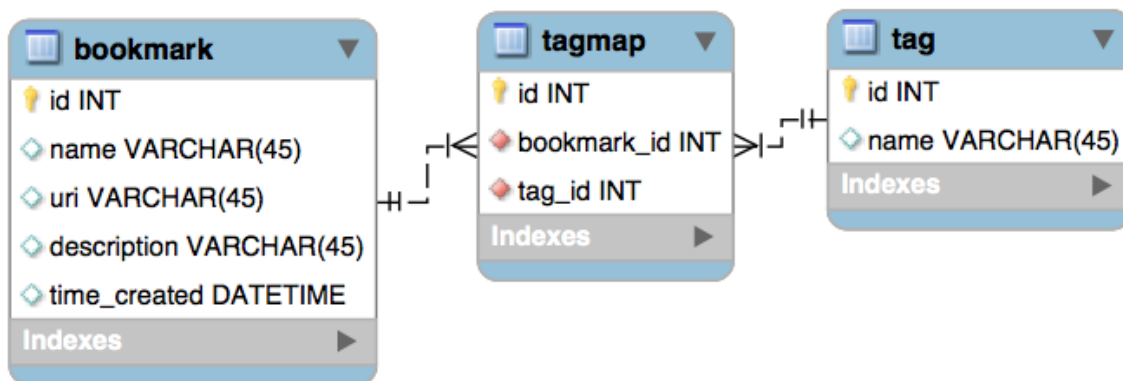 bookmark
id INT
name VARCHAR(45)
uri VARCHAR(45)
description VARCHAR(45)
time_created DATETIME
Indexes
tagmap
id INT
bookmark_id INT
tag_id INT
Indexes
tag
id INT
name VARCHAR(45)
Indexes